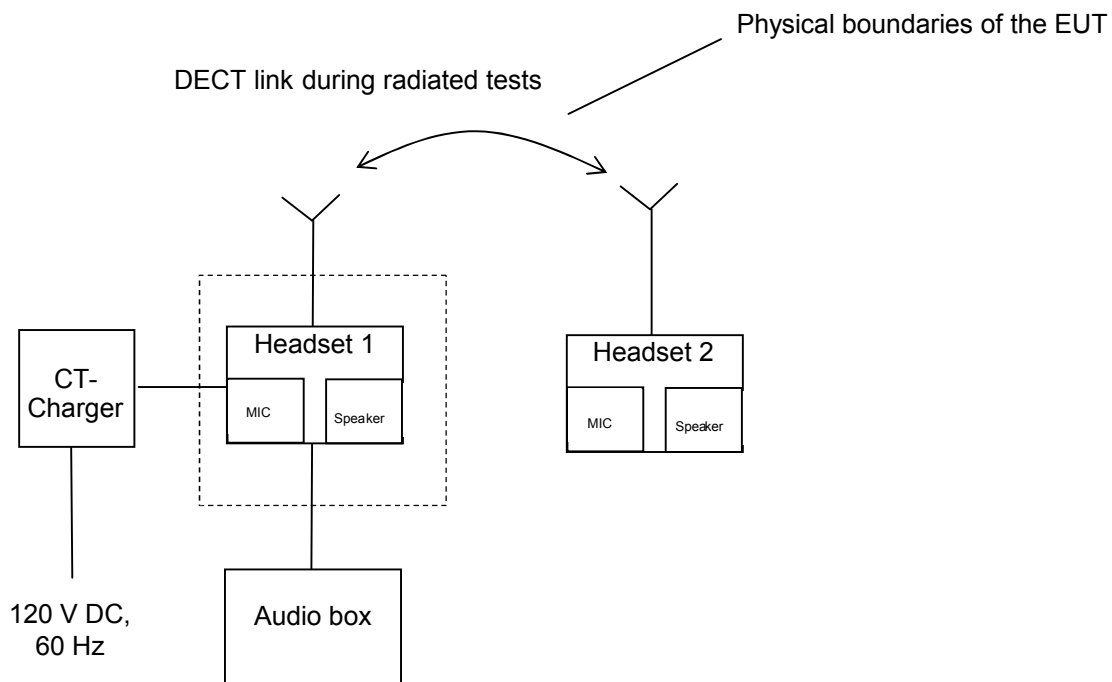 Physical boundaries of the EUT
DECT link during radiated tests
Headset 1
MIC
Speaker
Headset 2
MIC
Speaker
CT-
Charger
120 V DC,
60 Hz
Audio box